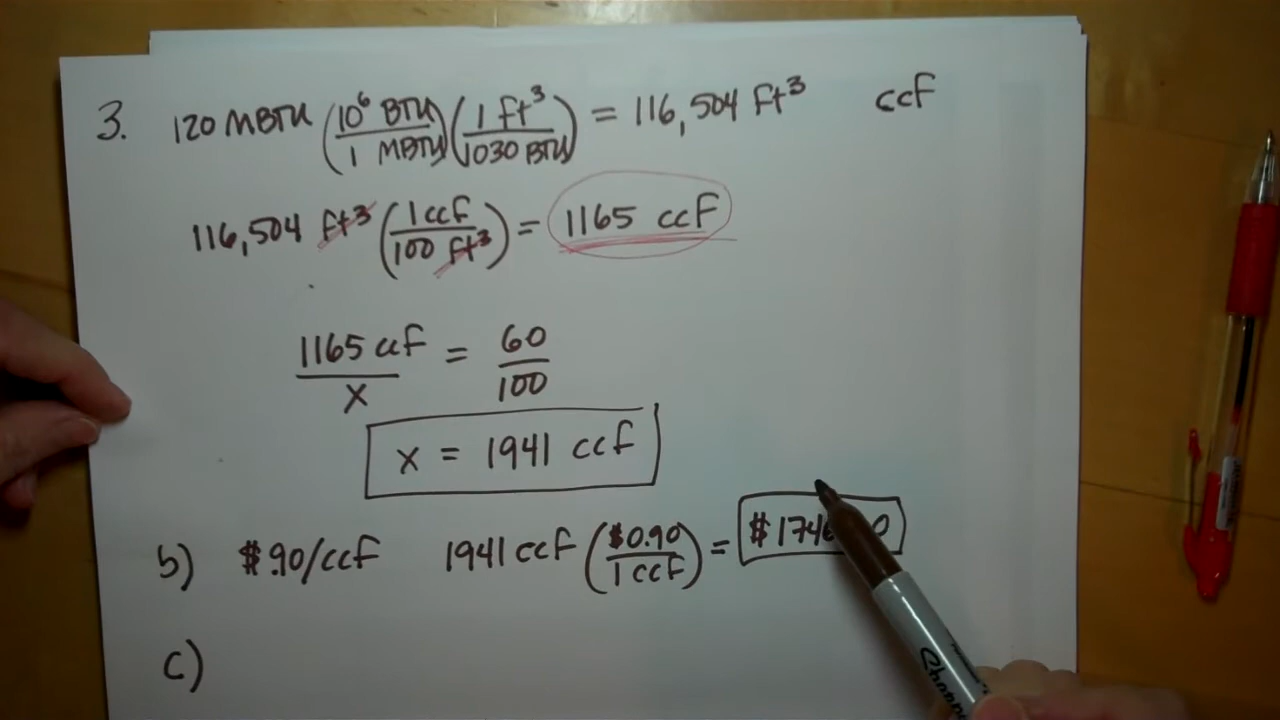 3. 120 MBTU (10⁶ BTU / 1 MBTU)(1 ft³ / 1030 BTU) = 116,504 ft³ ccf
116,504 ft³ (1 ccf / 100 ft³) = 1165 ccf
1165 ccf / x = 60 / 100
x = 1941 ccf
b) $.90/ccf 1941 ccf ($0.90 / 1 ccf) =
c)